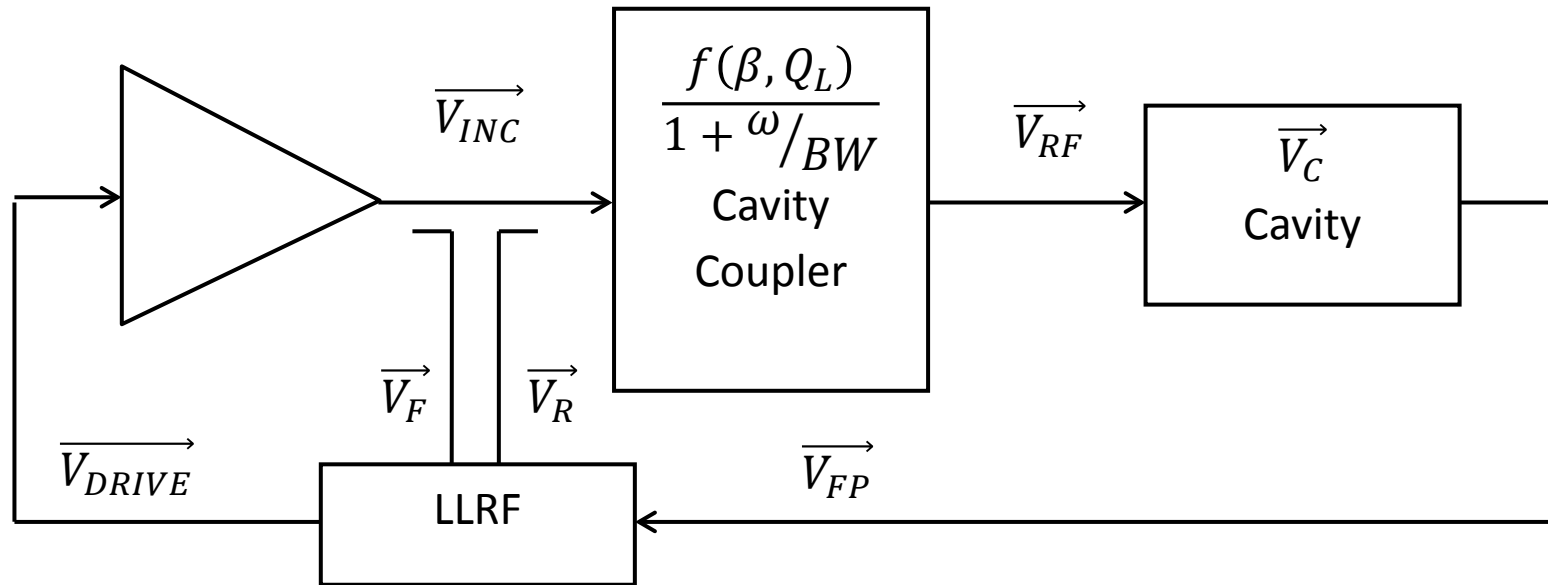 $\overrightarrow{V_{INC}}$
$\frac{f(\beta, Q_L)}{1 + {}^{\omega}/_{BW}}$
Cavity
Coupler
$\overrightarrow{V_{RF}}$
$\overrightarrow{V_C}$
Cavity
$\overrightarrow{V_F}$
$\overrightarrow{V_R}$
$\overrightarrow{V_{DRIVE}}$
LLRF
$\overrightarrow{V_{FP}}$